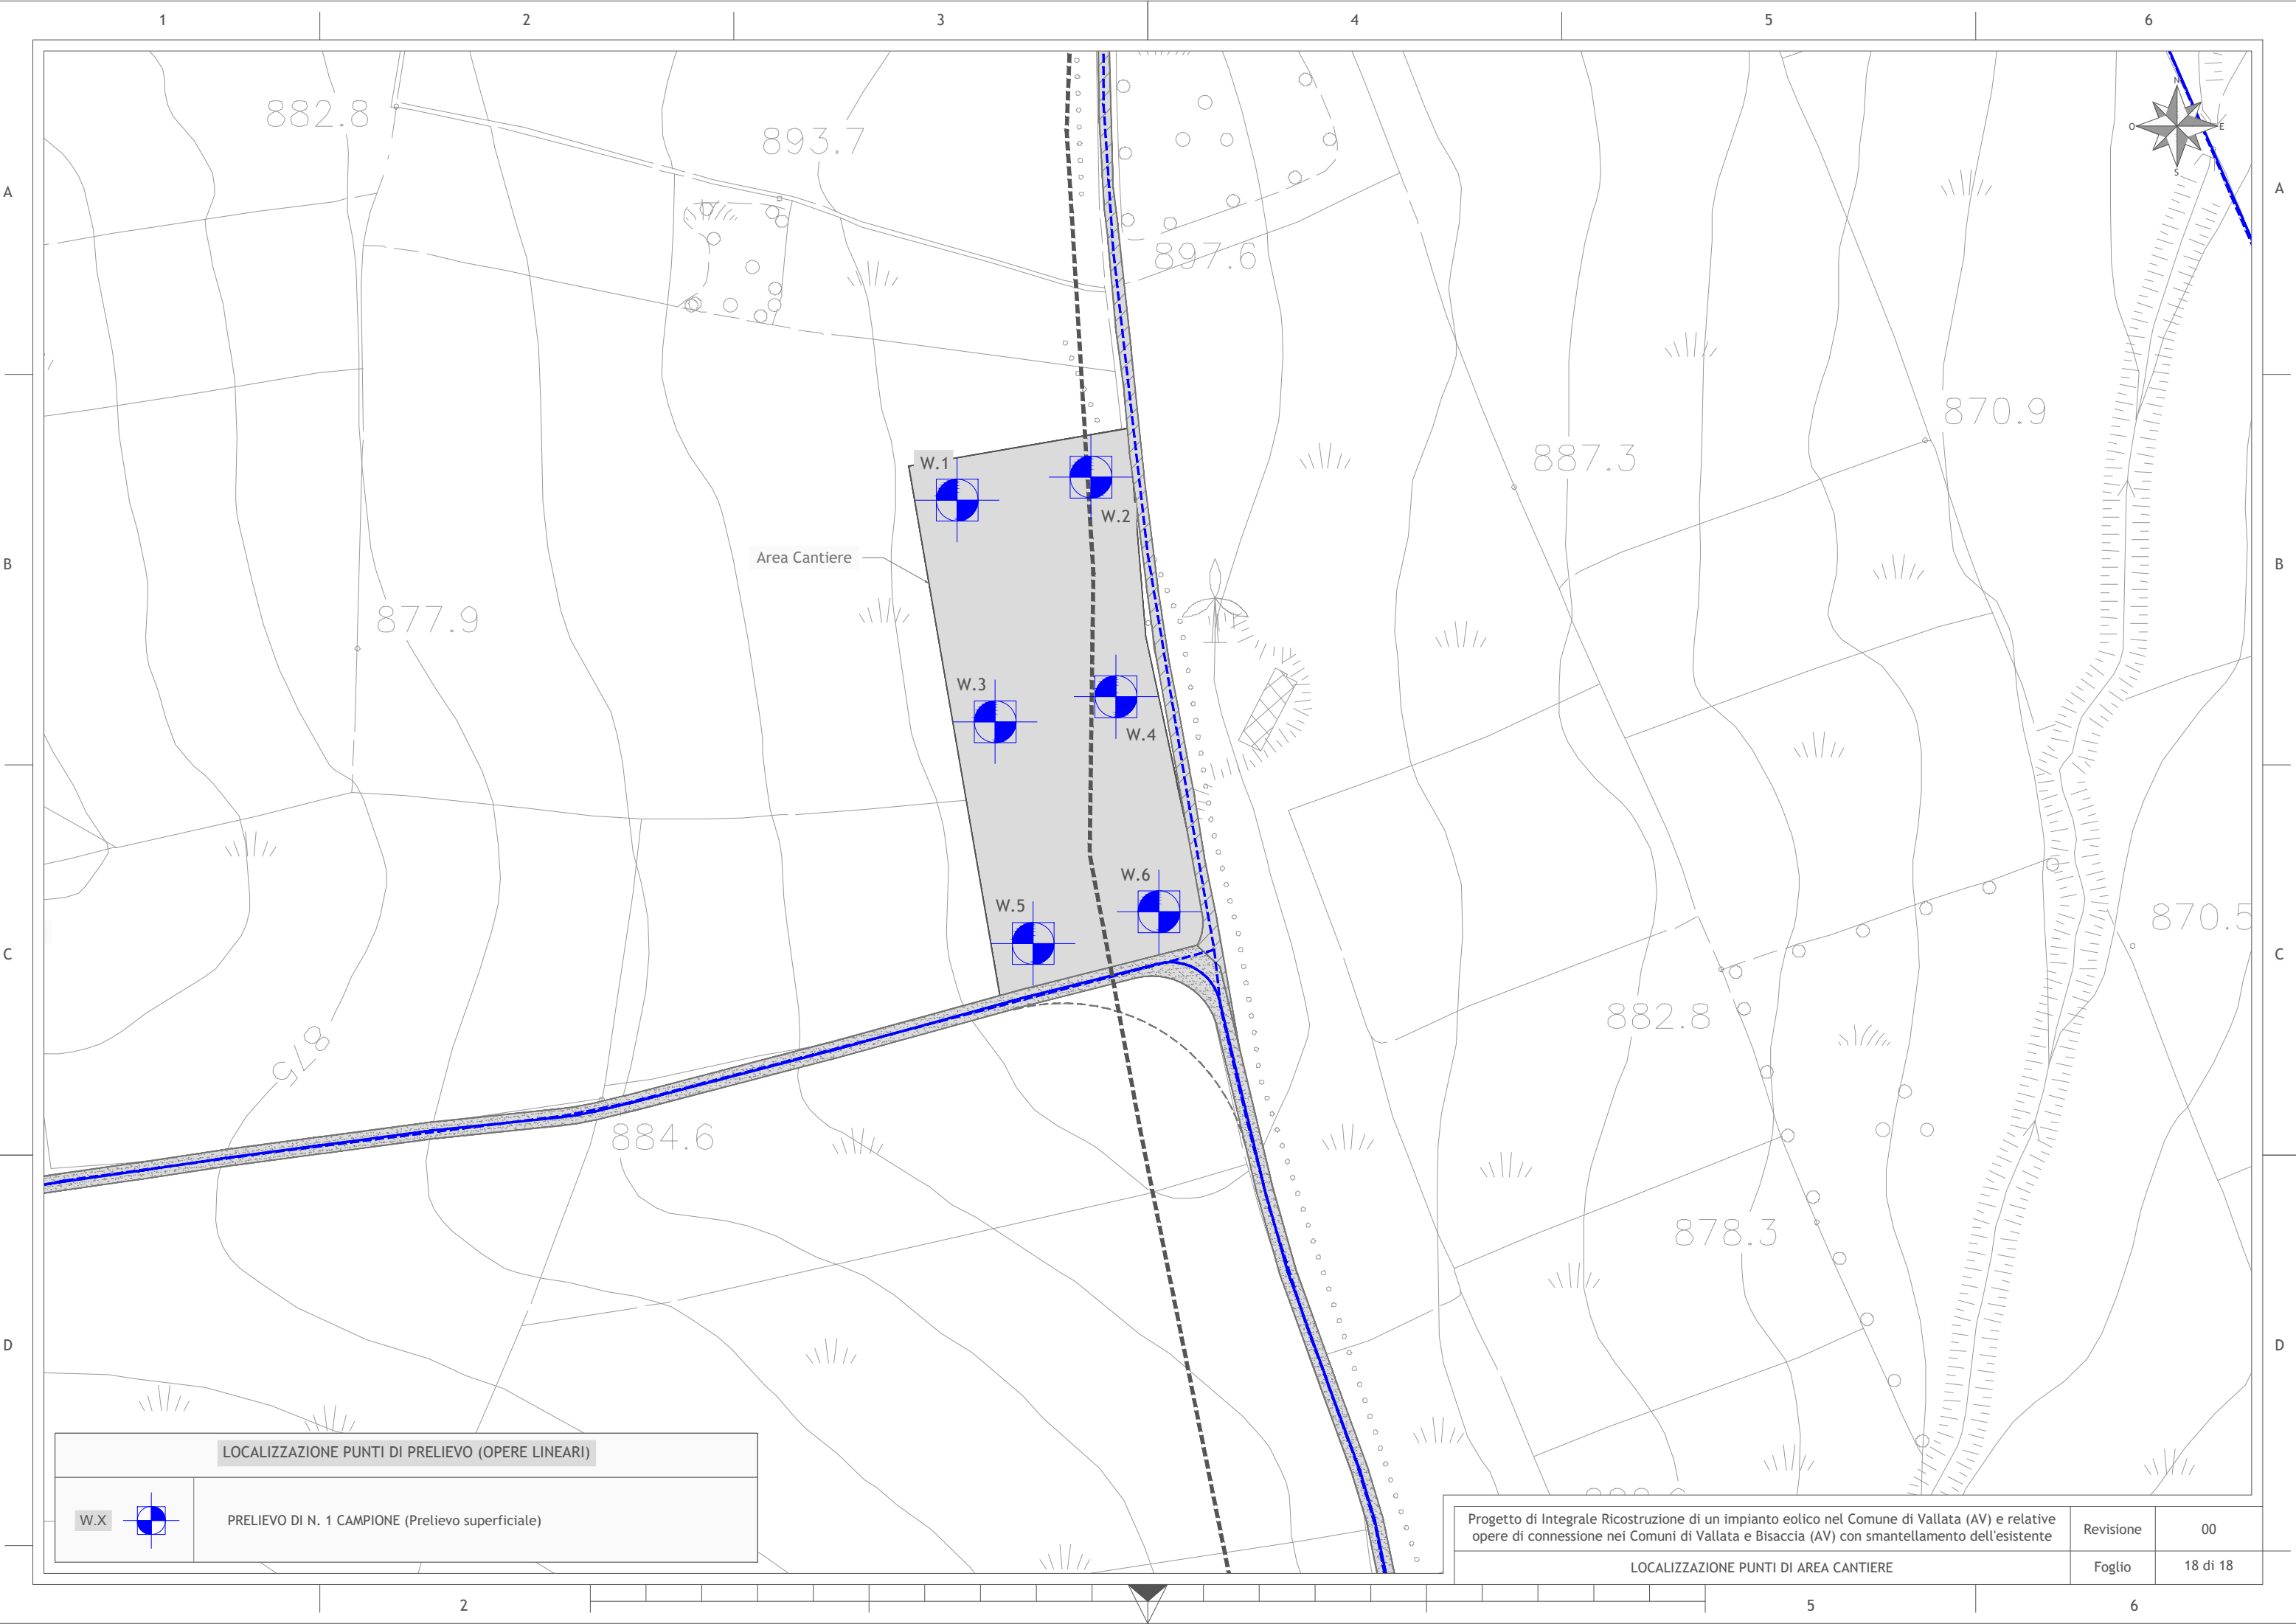 1 2 3 4 5 6
882.8
893.7
N
O E
S
A A
897.6
870.9
W.1
887.3
W.2
Area Cantiere
B B
877.9
W.3
W.4
W.6
W.5
870.5
C C
882.8
875
884.6
878.3
D D
LOCALIZZAZIONE PUNTI DI PRELIEVO (OPERE LINEARI)
W.X PRELIEVO DI N. 1 CAMPIONE (Prelievo superficiale)
Progetto di Integrale Ricostruzione di un impianto eolico nel Comune di Vallata (AV) e relative
opere di connessione nei Comuni di Vallata e Bisaccia (AV) con smantellamento dell'esistente
Revisione 00
LOCALIZZAZIONE PUNTI DI AREA CANTIERE
Foglio 18 di 18
2 5 6